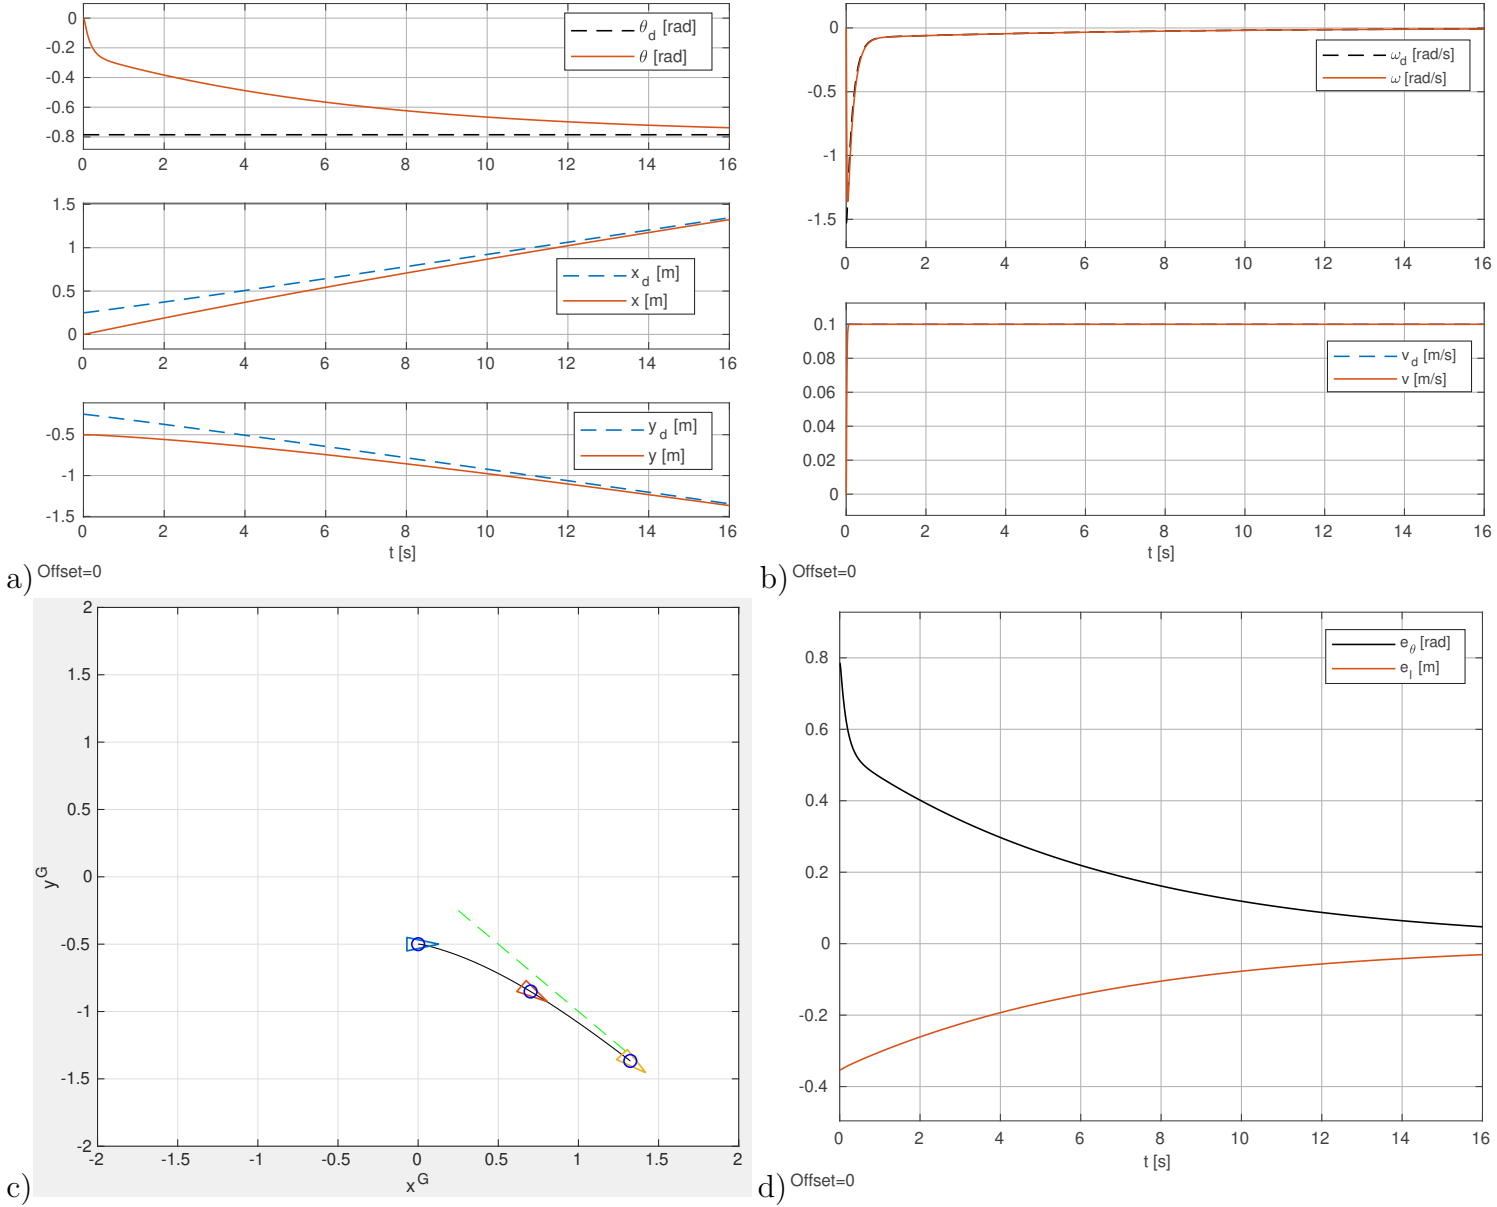 0
-0.2
-0.4
-0.6
-0.8
θd [rad]
θ [rad]
0 2 4 6 8 10 12 14 16
1.5
1
0.5
0
xd [m]
x [m]
0 2 4 6 8 10 12 14 16
-0.5
-1
-1.5
yd [m]
y [m]
0 2 4 6 8 10 12 14 16
t [s]
a) Offset=0
0
-0.5
-1
-1.5
ωd [rad/s]
ω [rad/s]
0 2 4 6 8 10 12 14 16
0.1
0.08
0.06
0.04
0.02
0
vd [m/s]
v [m/s]
0 2 4 6 8 10 12 14 16
t [s]
b) Offset=0
2
1.5
1
0.5
0
-0.5
-1
-1.5
-2
yG
-2 -1.5 -1 -0.5 0 0.5 1 1.5 2
xG
c)
0.8
0.6
0.4
0.2
0
-0.2
-0.4
eθ [rad]
el [m]
0 2 4 6 8 10 12 14 16
t [s]
d) Offset=0